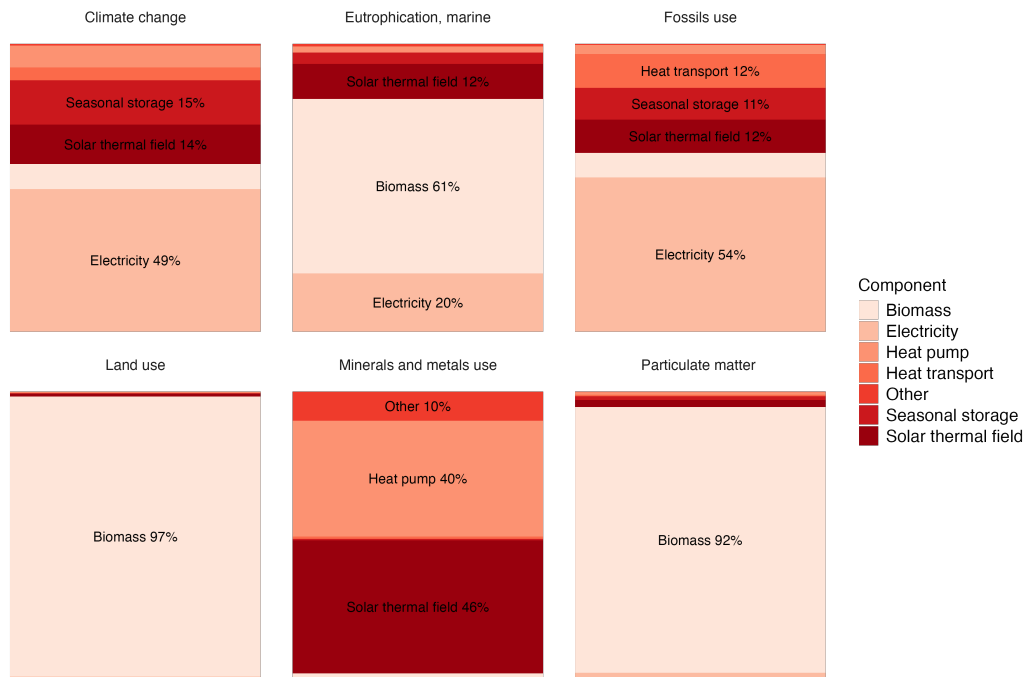 Climate change
Eutrophication, marine
Fossils use
Seasonal storage 15%
Solar thermal field 14%
Electricity 49%
Solar thermal field 12%
Biomass 61%
Electricity 20%
Heat transport 12%
Seasonal storage 11%
Solar thermal field 12%
Electricity 54%
Land use
Minerals and metals use
Particulate matter
Biomass 97%
Other 10%
Heat pump 40%
Solar thermal field 46%
Biomass 92%
Component
Biomass
Electricity
Heat pump
Heat transport
Other
Seasonal storage
Solar thermal field